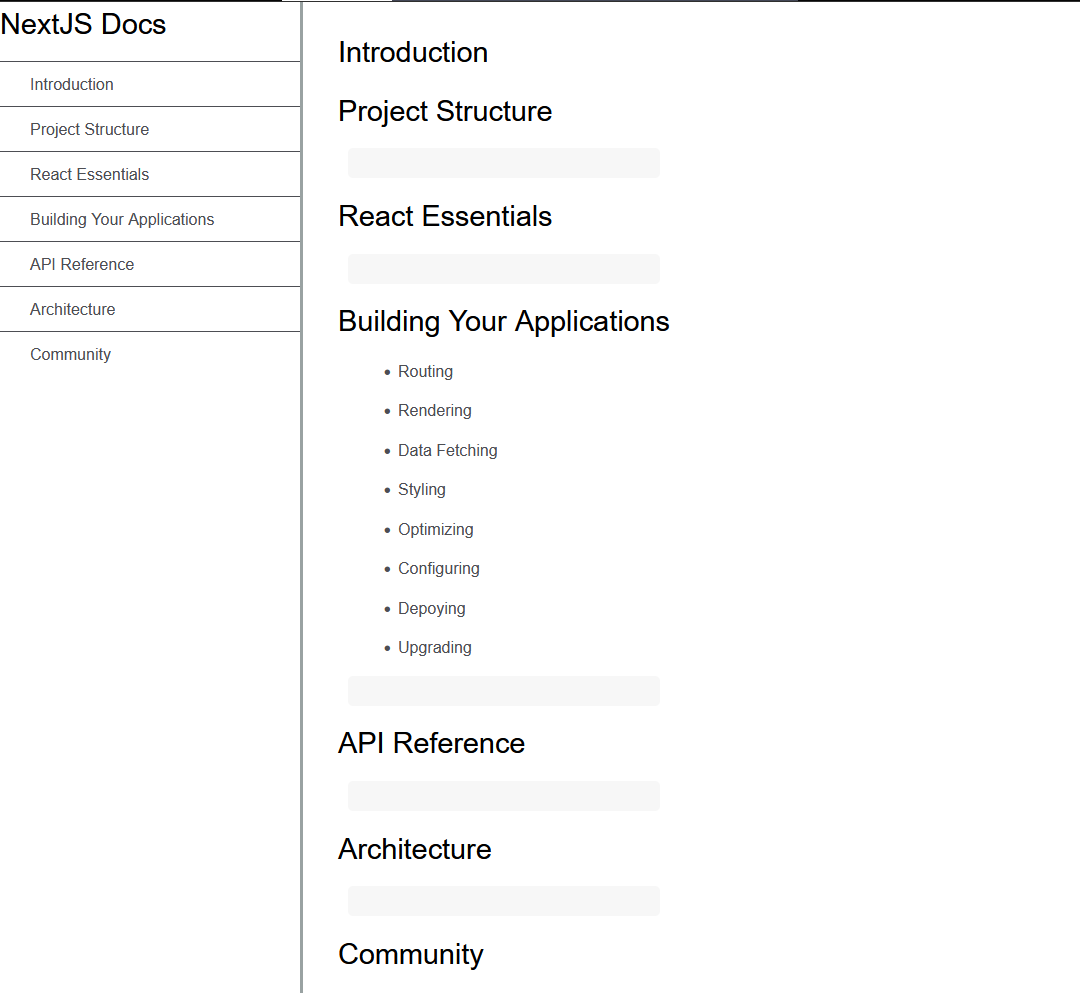 NextJS Docs
Introduction
Project Structure
React Essentials
Building Your Applications
API Reference
Architecture
Community
Introduction
Project Structure
React Essentials
Building Your Applications
Routing
Rendering
Data Fetching
Styling
Optimizing
Configuring
Depoying
Upgrading
API Reference
Architecture
Community